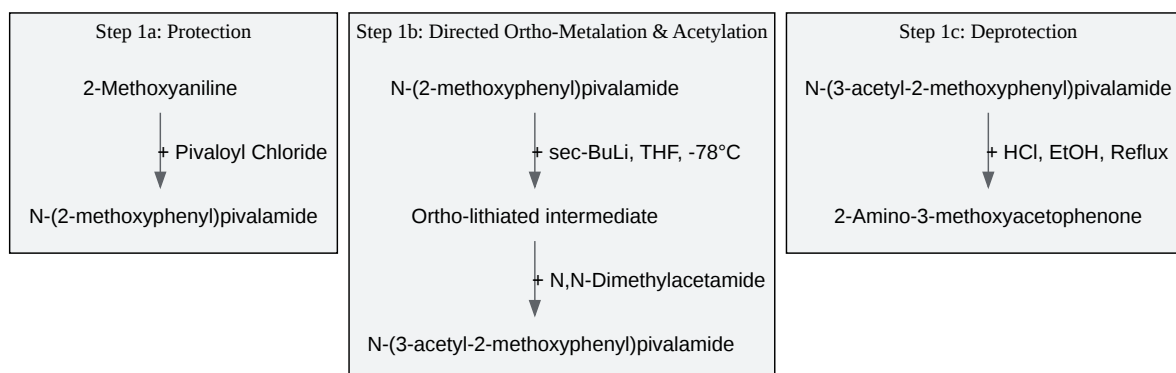 Step 1a: Protection
2-Methoxyaniline
+ Pivaloyl Chloride
N-(2-methoxyphenyl)pivalamide
Step 1b: Directed Ortho-Metalation & Acetylation
N-(2-methoxyphenyl)pivalamide
+ sec-BuLi, THF, -78°C
Ortho-lithiated intermediate
+ N,N-Dimethylacetamide
N-(3-acetyl-2-methoxyphenyl)pivalamide
Step 1c: Deprotection
N-(3-acetyl-2-methoxyphenyl)pivalamide
+ HCl, EtOH, Reflux
2-Amino-3-methoxyacetophenone